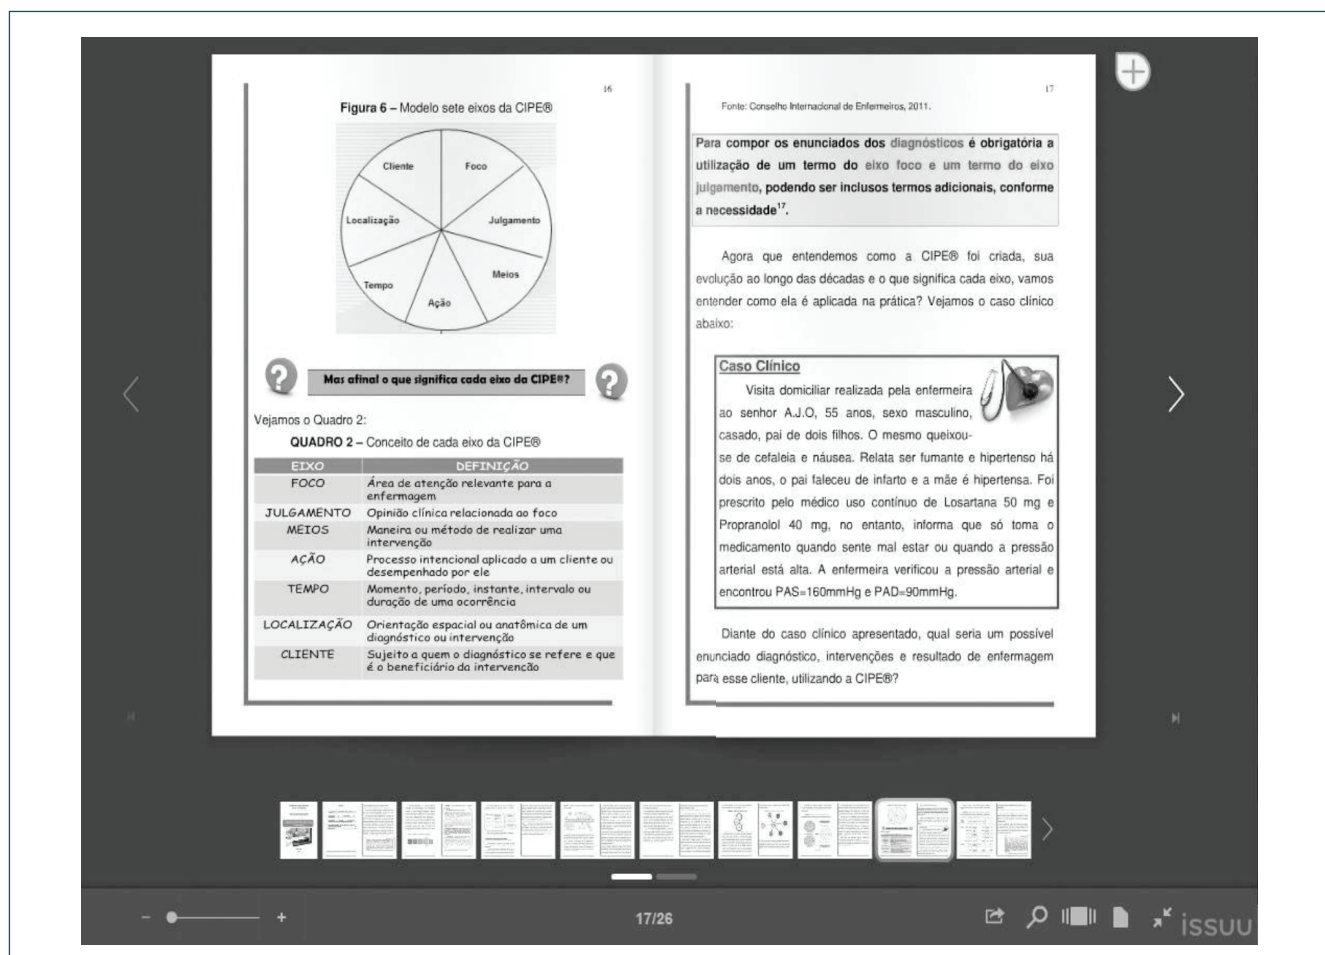 16
Figura 6 – Modelo sete eixos da CIPE®
Cliente
Foco
Localização
Julgamento
Meios
Tempo
Ação
Mas afinal o que significa cada eixo da CIPE®?
Vejamos o Quadro 2:
QUADRO 2 – Conceito de cada eixo da CIPE®
EIXO DEFINIÇÃO
FOCO Área de atenção relevante para a
enfermagem
JULGAMENTO Opinião clínica relacionada ao foco
MEIOS Maneira ou método de realizar uma
intervenção
AÇÃO Processo intencional aplicado a um cliente ou
desempenhado por ele
TEMPO Momento, período, instante, intervalo ou
duração de uma ocorrência
LOCALIZAÇÃO Orientação espacial ou anatômica de um
diagnóstico ou intervenção
CLIENTE Sujeito a quem o diagnóstico se refere e que
é o beneficiário da intervenção
17
Fonte: Conselho Internacional de Enfermeiros, 2011.
Para compor os enunciados dos diagnósticos é obrigatória a
utilização de um termo do eixo foco e um termo do eixo
julgamento, podendo ser inclusos termos adicionais, conforme
a necessidade¹⁷.
Agora que entendemos como a CIPE® foi criada, sua
evolução ao longo das décadas e o que significa cada eixo, vamos
entender como ela é aplicada na prática? Vejamos o caso clínico
abaixo:
Caso Clínico
Visita domiciliar realizada pela enfermeira
ao senhor A.J.O, 55 anos, sexo masculino,
casado, pai de dois filhos. O mesmo queixou-
se de cefaleia e náusea. Relata ser fumante e hipertenso há
dois anos, o pai faleceu de infarto e a mãe é hipertensa. Foi
prescrito pelo médico uso contínuo de Losartana 50 mg e
Propranolol 40 mg, no entanto, informa que só toma o
medicamento quando sente mal estar ou quando a pressão
arterial está alta. A enfermeira verificou a pressão arterial e
encontrou PAS=160mmHg e PAD=90mmHg.
Diante do caso clínico apresentado, qual seria um possível
enunciado diagnóstico, intervenções e resultado de enfermagem
para esse cliente, utilizando a CIPE®?
17/26
issuu